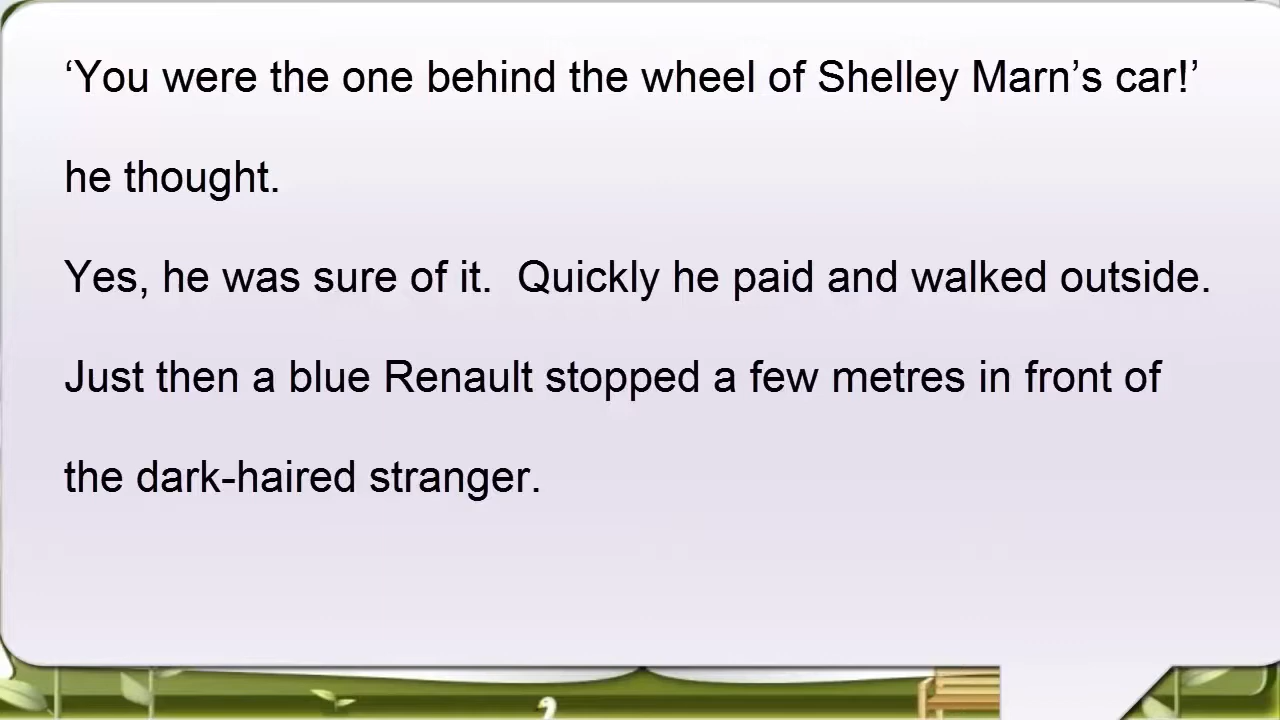 ‘You were the one behind the wheel of Shelley Marn’s car!’
he thought.
Yes, he was sure of it.  Quickly he paid and walked outside.
Just then a blue Renault stopped a few metres in front of
the dark-haired stranger.